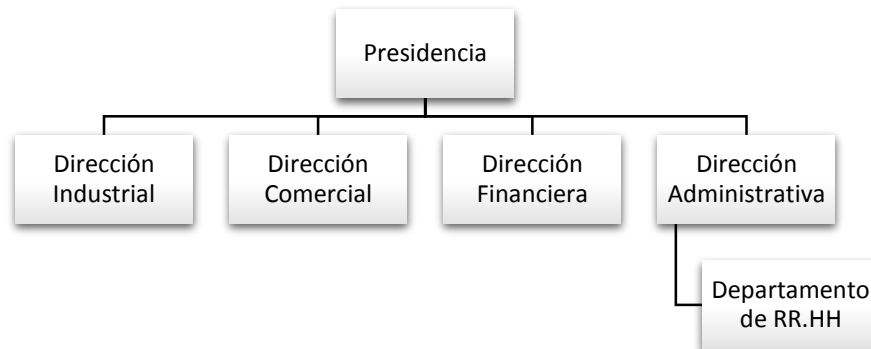 Presidencia
Dirección
Industrial
Dirección
Comercial
Dirección
Financiera
Dirección
Administrativa
Departamento
de RR.HH